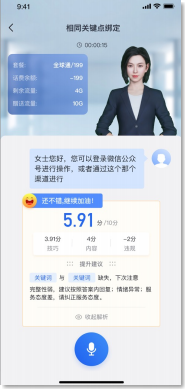 9:41
相同关键点绑定
00:00:15
套餐: 全球通/199
话费余额: -199
剩余流量: 4G
赠送流量: 10G
女士您好，您可以登录微信公众
号进行操作，或者通过这个那个
渠道进行
还不错,继续加油!
5.91 分 /10分
3.91分 4分 -2分
技巧 内容 违规
提升建议
关键词 与 关键词 缺失，下次注意
完整性弱，建议按照答案内回复；情绪异常；服
务态度差，请纠正服务态度。
收起解析